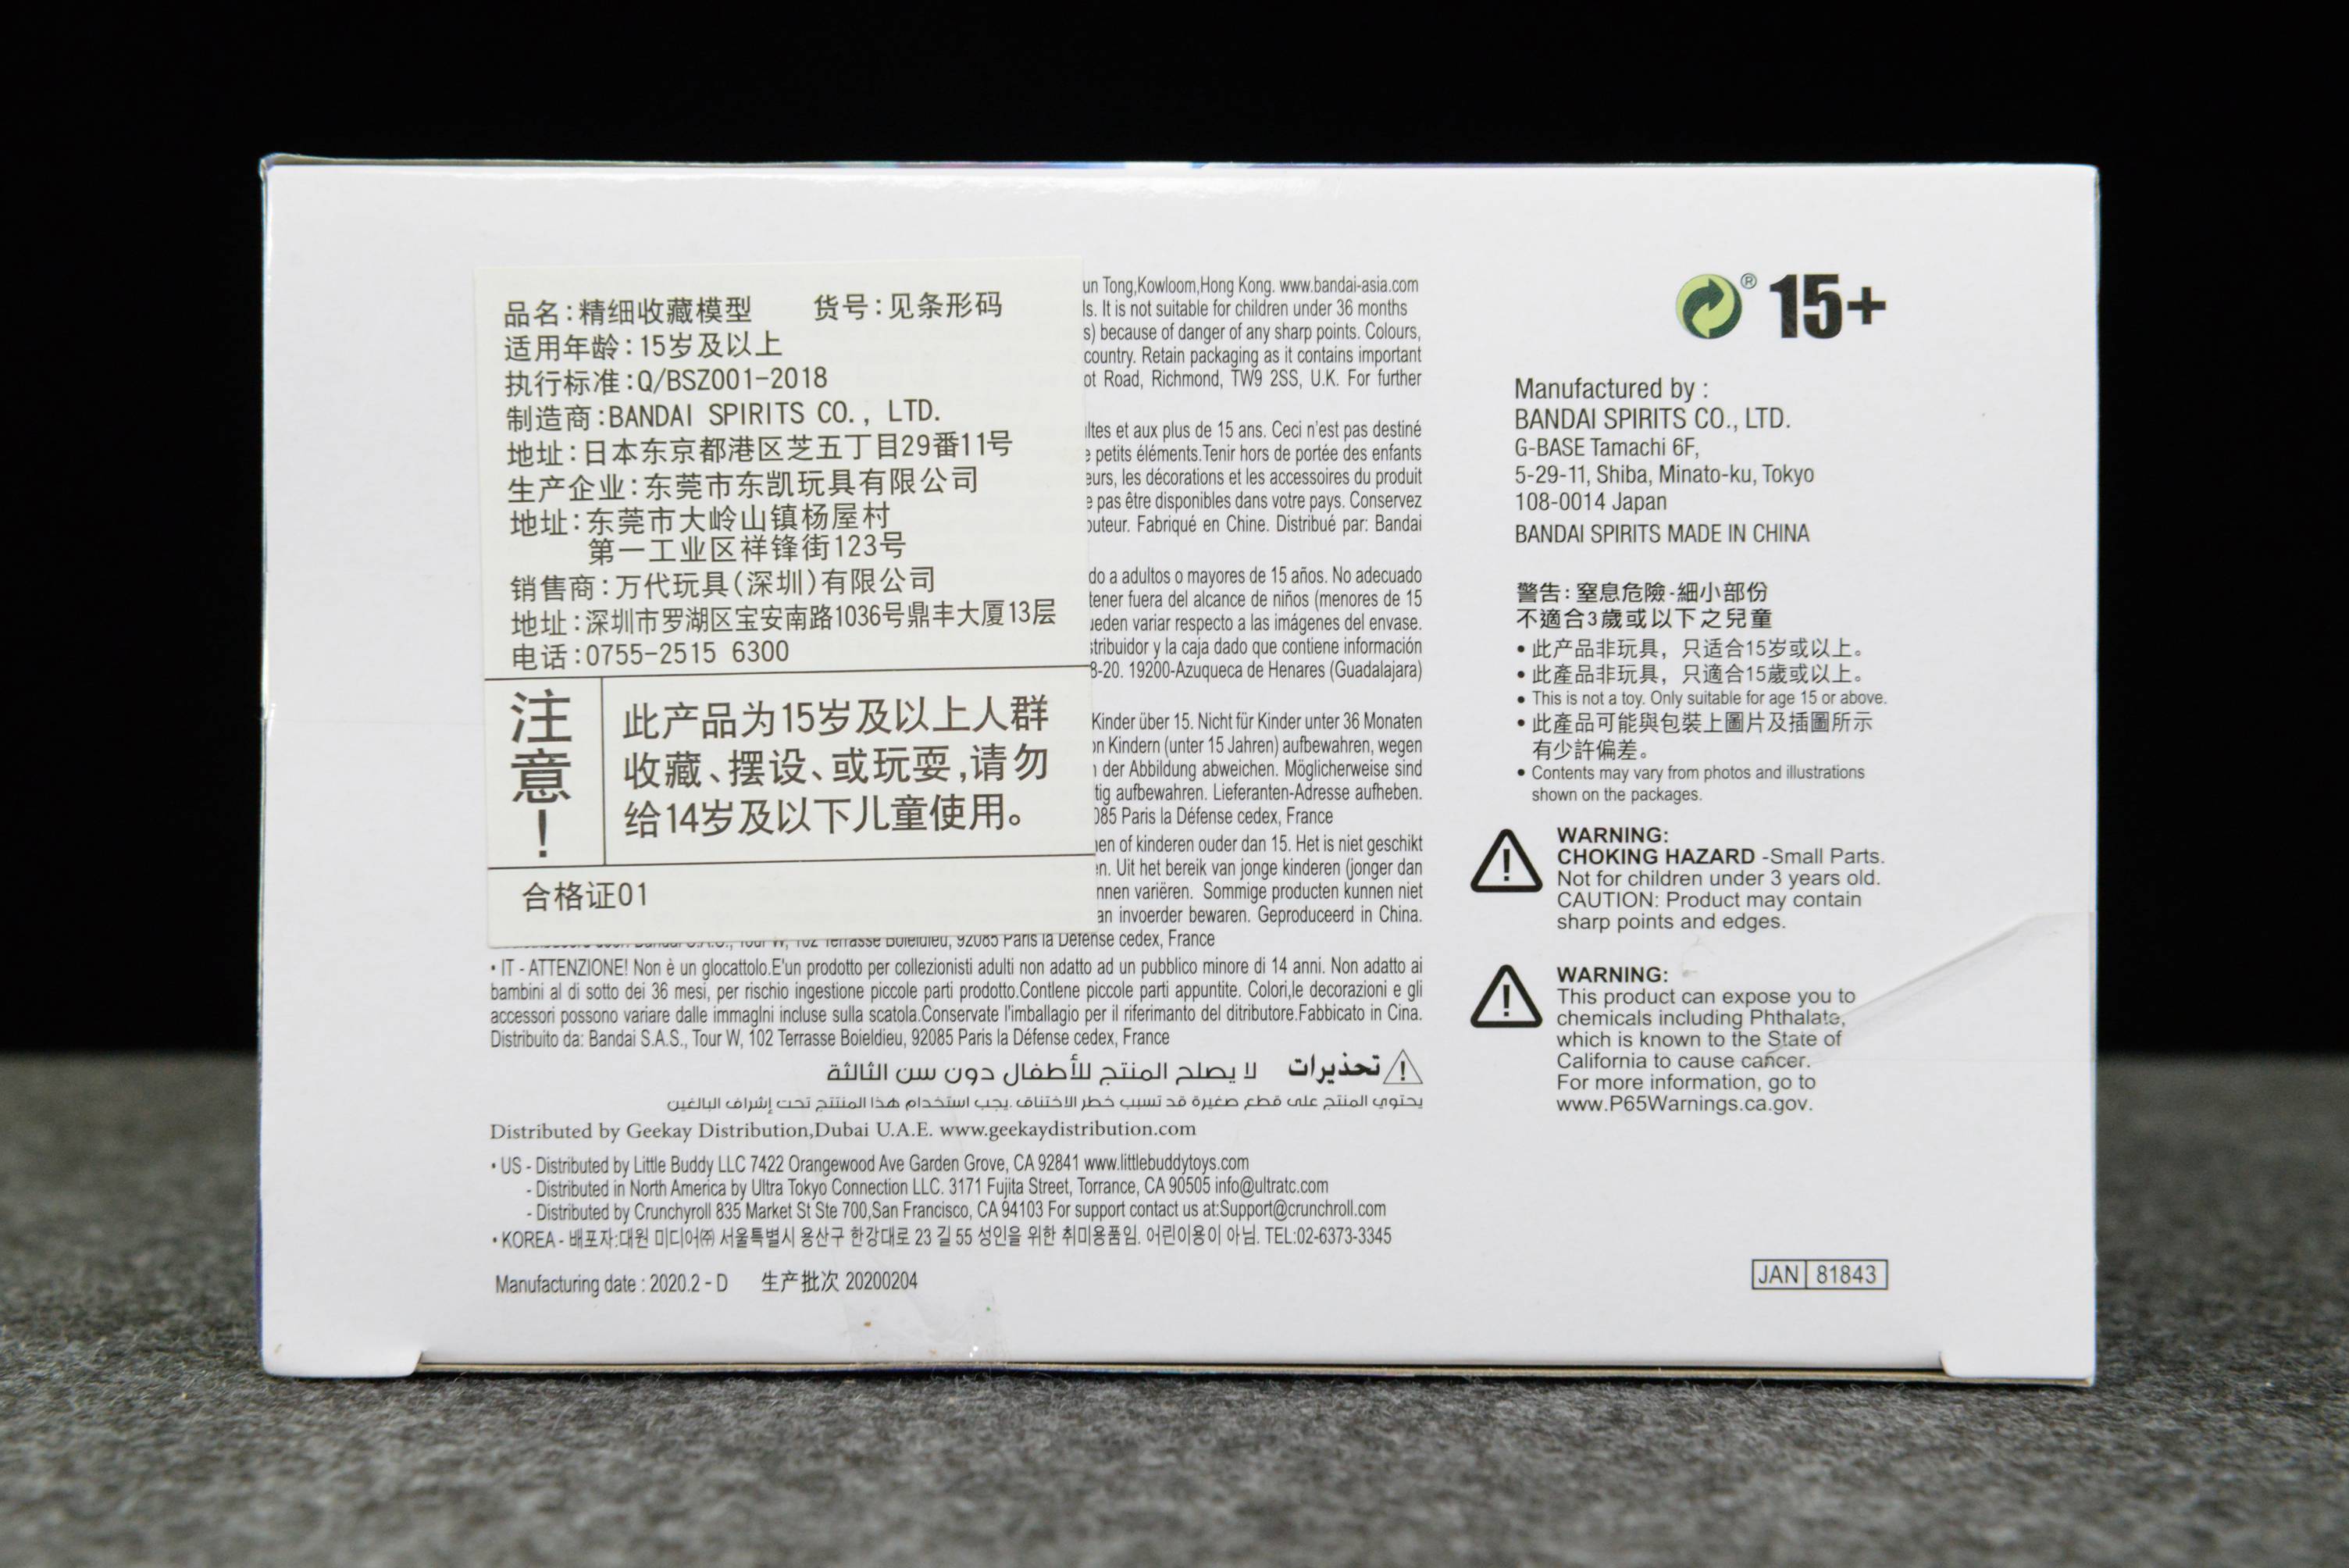 品名:精细收藏模型 货号:见条形码
适用年龄:15岁及以上
执行标准:Q/BSZ001-2018
制造商:BANDAI SPIRITS CO., LTD.
地址:日本东京都港区芝五丁目29番11号
生产企业:东莞市东凯玩具有限公司
地址:东莞市大岭山镇杨屋村
第一工业区祥锋街123号
销售商:万代玩具(深圳)有限公司
地址:深圳市罗湖区宝安南路1036号鼎丰大厦13层
电话:0755-2515 6300
注意!
此产品为15岁及以上人群
收藏、摆设、或玩耍,请勿
给14岁及以下儿童使用。
合格证01
Tong,Kowloom,Hong Kong. www.bandai-asia.com
It is not suitable for children under 36 months
because of danger of any sharp points. Colours,
country. Retain packaging as it contains important
Road, Richmond, TW9 2SS, U.K. For further
et aux plus de 15 ans. Ceci n'est pas destiné
petits éléments.Tenir hors de portée des enfants
les décorations et les accessoires du produit
pas être disponibles dans votre pays. Conservez
Fabriqué en Chine. Distribué par: Bandai
a adultos o mayores de 15 años. No adecuado
tener fuera del alcance de niños (menores de 15
variar respecto a las imágenes del envase.
y la caja dado que contiene información
19200-Azuqueca de Henares (Guadalajara)
Kinder über 15. Nicht für Kinder unter 36 Monaten
Kindern (unter 15 Jahren) aufbewahren, wegen
der Abbildung abweichen. Möglicherweise sind
aufbewahren. Lieferanten-Adresse aufheben.
Paris la Défense cedex, France
of kinderen ouder dan 15. Het is niet geschikt
Uit het bereik van jonge kinderen (jonger dan
variëren. Sommige producten kunnen niet
invoerder bewaren. Geproduceerd in China.
102 Terrasse Boieldieu, 92085 Paris la Défense cedex, France
• IT - ATTENZIONE! Non è un glocattolo.E'un prodotto per collezionisti adulti non adatto ad un pubblico minore di 14 anni. Non adatto ai
bambini al di sotto dei 36 mesi, per rischio ingestione piccole parti prodotto.Contlene piccole parti appuntite. Colori,le decorazioni e gli
accessori possono variare dalle immaglni incluse sulla scatola.Conservate l'imballagio per il riferimento del ditributore.Fabbicato in Cina.
Distribuito da: Bandai S.A.S., Tour W, 102 Terrasse Boieldieu, 92085 Paris la Défense cedex, France
تحذيرات لا يصلح المنتج للأطفال دون سن الثالثة
يحتوي المنتج على قطع صغيرة قد تسبب خطر الاختناق .يجب استخدام هذا المنتتج تحت إشراف البالغين
Distributed by Geekay Distribution,Dubai U.A.E. www.geekaydistribution.com
• US - Distributed by Little Buddy LLC 7422 Orangewood Ave Garden Grove, CA 92841 www.littlebuddytoys.com
- Distributed in North America by Ultra Tokyo Connection LLC. 3171 Fujita Street, Torrance, CA 90505 info@ultratc.com
- Distributed by Crunchyroll 835 Market St Ste 700,San Francisco, CA 94103 For support contact us at:Support@crunchroll.com
• KOREA - 배포자:대원 미디어㈜ 서울특별시 용산구 한강대로 23 길 55 성인을 위한 취미용품임. 어린이용이 아님. TEL:02-6373-3345
Manufacturing date : 2020.2 - D 生产批次 20200204
® 15+
Manufactured by :
BANDAI SPIRITS CO., LTD.
G-BASE Tamachi 6F,
5-29-11, Shiba, Minato-ku, Tokyo
108-0014 Japan
BANDAI SPIRITS MADE IN CHINA
警告:窒息危險-細小部份
不適合3歲或以下之兒童
• 此产品非玩具，只适合15岁或以上。
• 此產品非玩具，只適合15歲或以上。
• This is not a toy. Only suitable for age 15 or above.
• 此產品可能與包裝上圖片及插圖所示
有少許偏差。
• Contents may vary from photos and illustrations
shown on the packages.
WARNING:
CHOKING HAZARD -Small Parts.
Not for children under 3 years old.
CAUTION: Product may contain
sharp points and edges.
WARNING:
This product can expose you to
chemicals including Phthalate,
which is known to the State of
California to cause cancer.
For more information, go to
www.P65Warnings.ca.gov.
JAN 81843